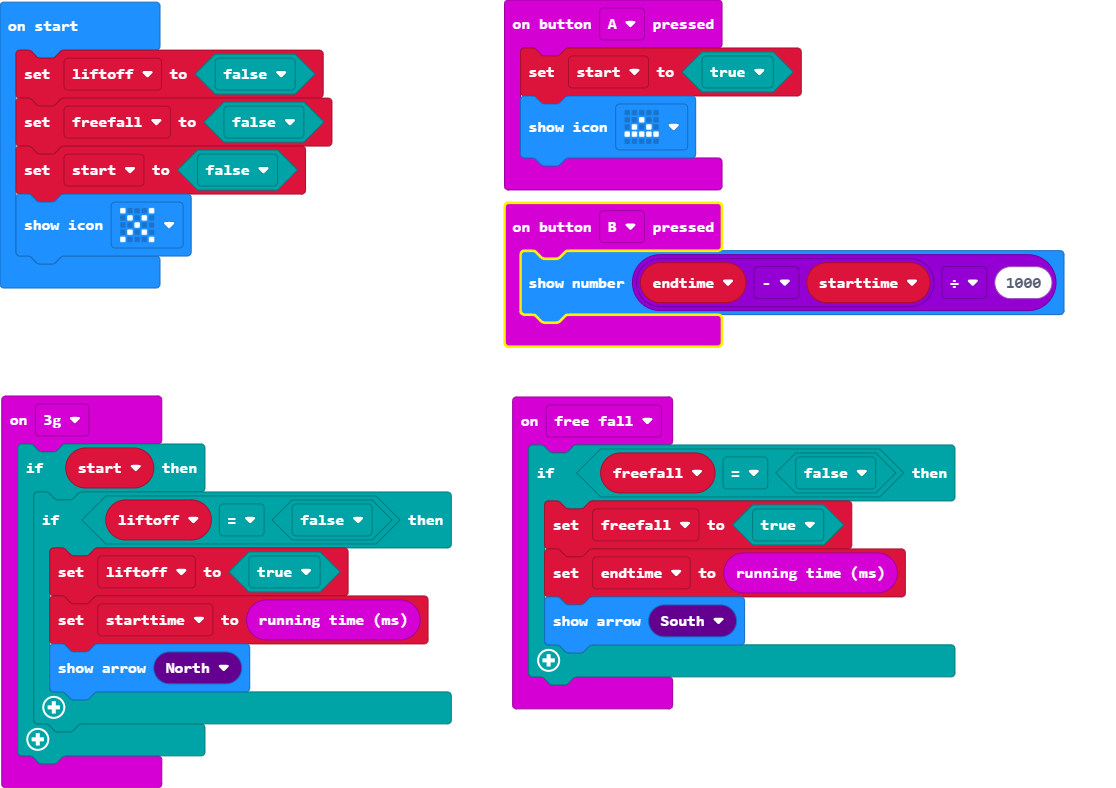 on start
set liftoff to false
set freefall to false
set start to false
show icon
on button A pressed
set start to true
show icon
on button B pressed
show number endtime - starttime ÷ 1000
on 3g
if start then
if liftoff = false then
set liftoff to true
set starttime to running time (ms)
show arrow North
on free fall
if freefall = false then
set freefall to true
set endtime to running time (ms)
show arrow South